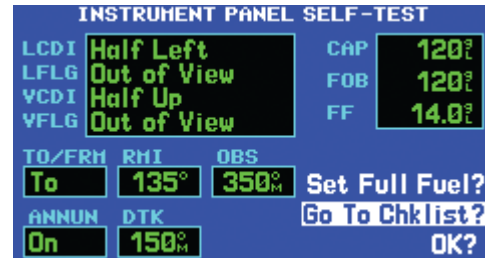 INSTRUMENT PANEL SELF-TEST
LCDI Half Left
LFLG Out of View
VCDI Half Up
VFLG Out of View
CAP 120.0
FOB 120.0
FF 14.0
TO/FRM RMI OBS
To 135° 350°M
ANNUN DTK
On 150°M
Set Full Fuel?
Go To Chklist?
OK?